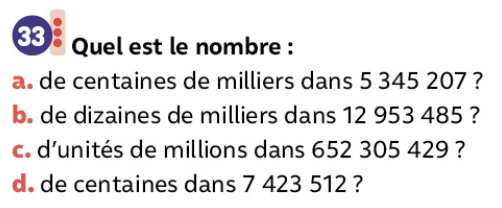 33 Quel est le nombre :
a. de centaines de milliers dans 5 345 207 ?
b. de dizaines de milliers dans 12 953 485 ?
c. d’unités de millions dans 652 305 429 ?
d. de centaines dans 7 423 512 ?